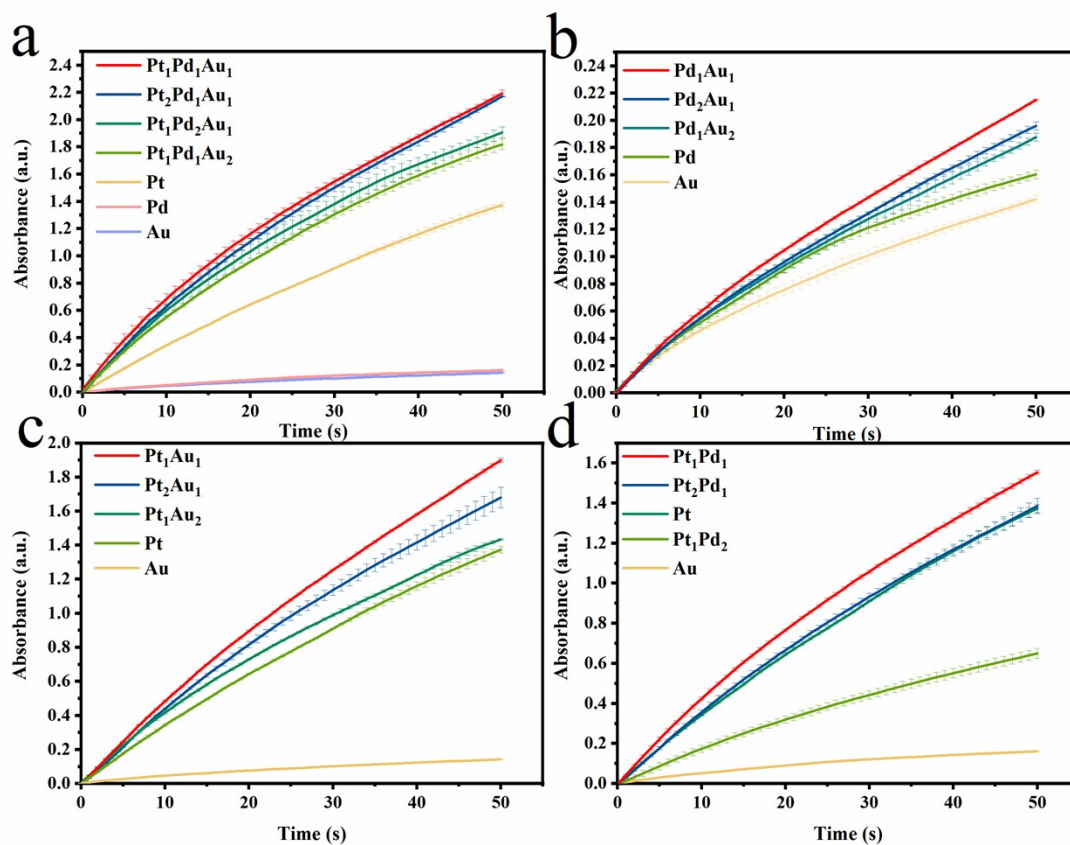 a
Absorbance (a.u.)
2.4
2.2
2.0
1.8
1.6
1.4
1.2
1.0
0.8
0.6
0.4
0.2
0.0
Pt₁Pd₁Au₁
Pt₂Pd₁Au₁
Pt₁Pd₂Au₁
Pt₁Pd₁Au₂
Pt
Pd
Au
0 10 20 30 40 50
Time (s)
b
Absorbance (a.u.)
0.24
0.22
0.20
0.18
0.16
0.14
0.12
0.10
0.08
0.06
0.04
0.02
0.00
Pd₁Au₁
Pd₂Au₁
Pd₁Au₂
Pd
Au
0 10 20 30 40 50
Time (s)
c
Absorbance (a.u.)
2.0
1.8
1.6
1.4
1.2
1.0
0.8
0.6
0.4
0.2
0.0
Pt₁Au₁
Pt₂Au₁
Pt₁Au₂
Pt
Au
0 10 20 30 40 50
Time (s)
d
Absorbance (a.u.)
1.6
1.4
1.2
1.0
0.8
0.6
0.4
0.2
0.0
Pt₁Pd₁
Pt₂Pd₁
Pt
Pt₁Pd₂
Au
0 10 20 30 40 50
Time (s)